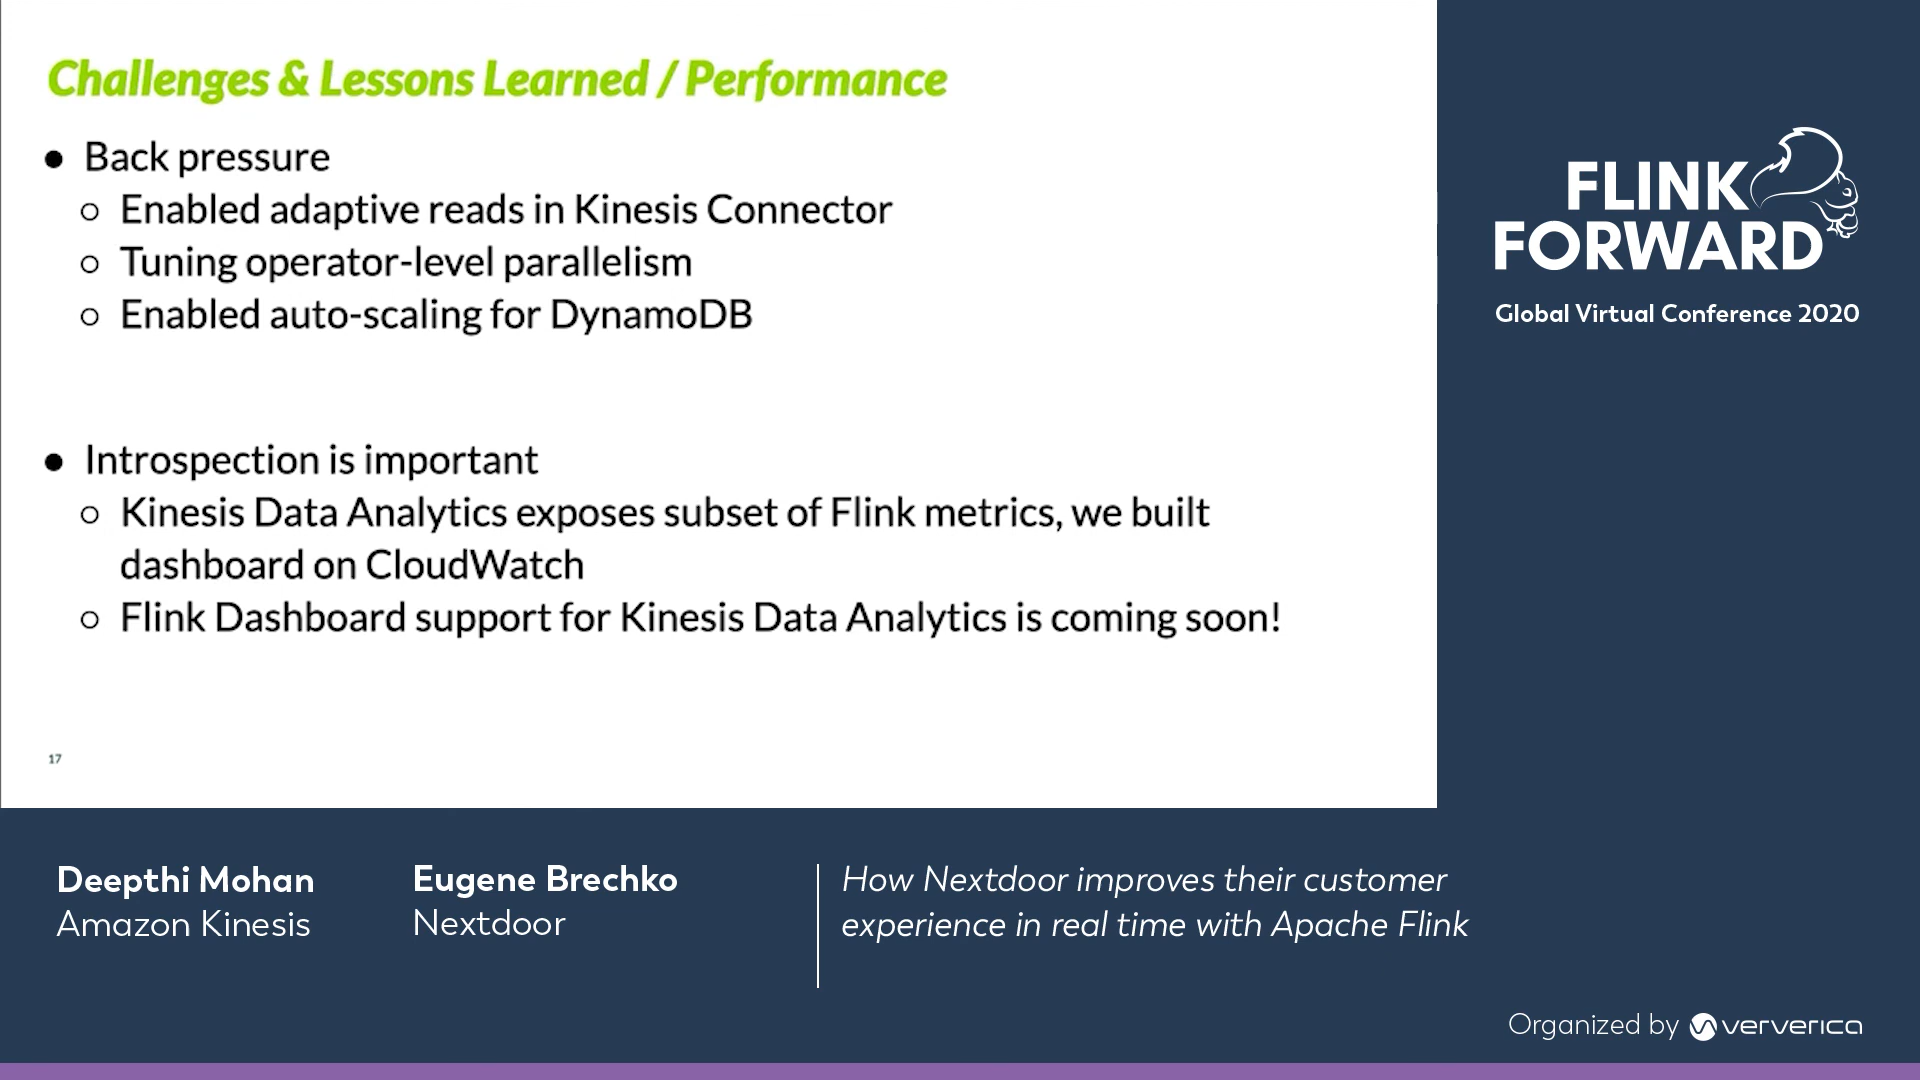 Challenges & Lessons Learned / Performance
● Back pressure
○ Enabled adaptive reads in Kinesis Connector
○ Tuning operator-level parallelism
○ Enabled auto-scaling for DynamoDB
● Introspection is important
○ Kinesis Data Analytics exposes subset of Flink metrics, we built
dashboard on CloudWatch
○ Flink Dashboard support for Kinesis Data Analytics is coming soon!
17
FLINK
FORWARD
Global Virtual Conference 2020
Deepthi Mohan
Amazon Kinesis
Eugene Brechko
Nextdoor
How Nextdoor improves their customer
experience in real time with Apache Flink
Organized by ververica